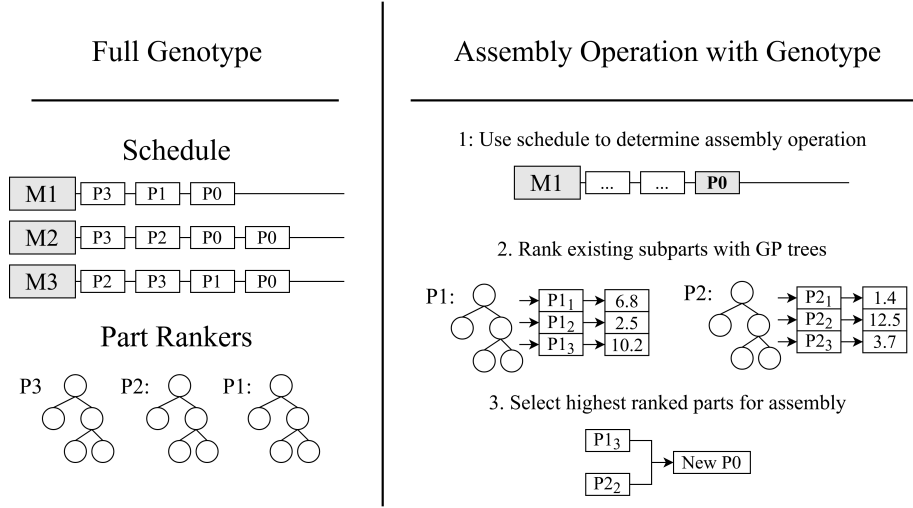 Full Genotype
Schedule
M1 P3 P1 P0
M2 P3 P2 P0 P0
M3 P2 P3 P1 P0
Part Rankers
P3 P2: P1:
Assembly Operation with Genotype
1: Use schedule to determine assembly operation
M1 ... ... P0
2. Rank existing subparts with GP trees
P1: P1₁ 6.8 P2: P2₁ 1.4
P1₂ 2.5 P2₂ 12.5
P1₃ 10.2 P2₃ 3.7
3. Select highest ranked parts for assembly
P1₃
New P0
P2₂